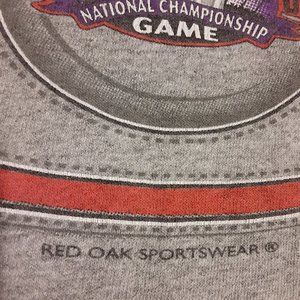 NATIONAL CHAMPIONSHIP
GAME
RED OAK SPORTSWEAR ®